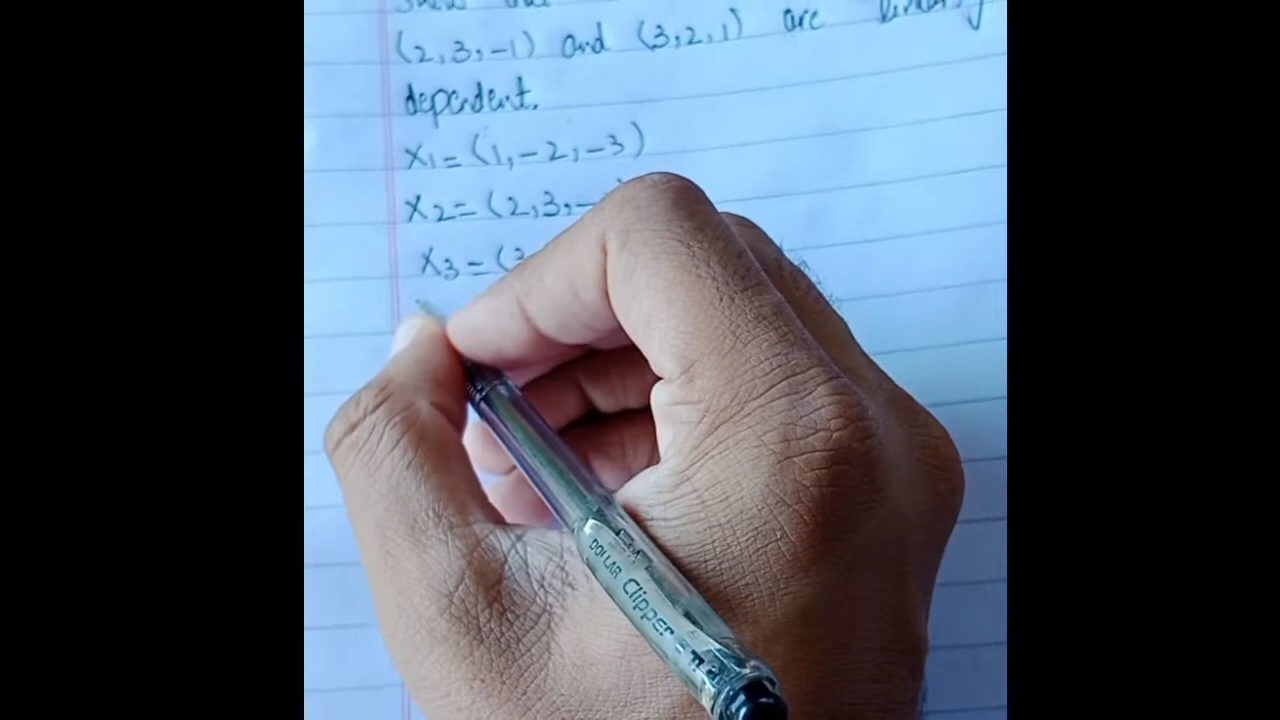 (2,3,-1) and (3,2,1) are
dependent.
X1 = (1,-2,-3)
X2 = (2,3,-
X3 = (3
DOLLAR Clipper